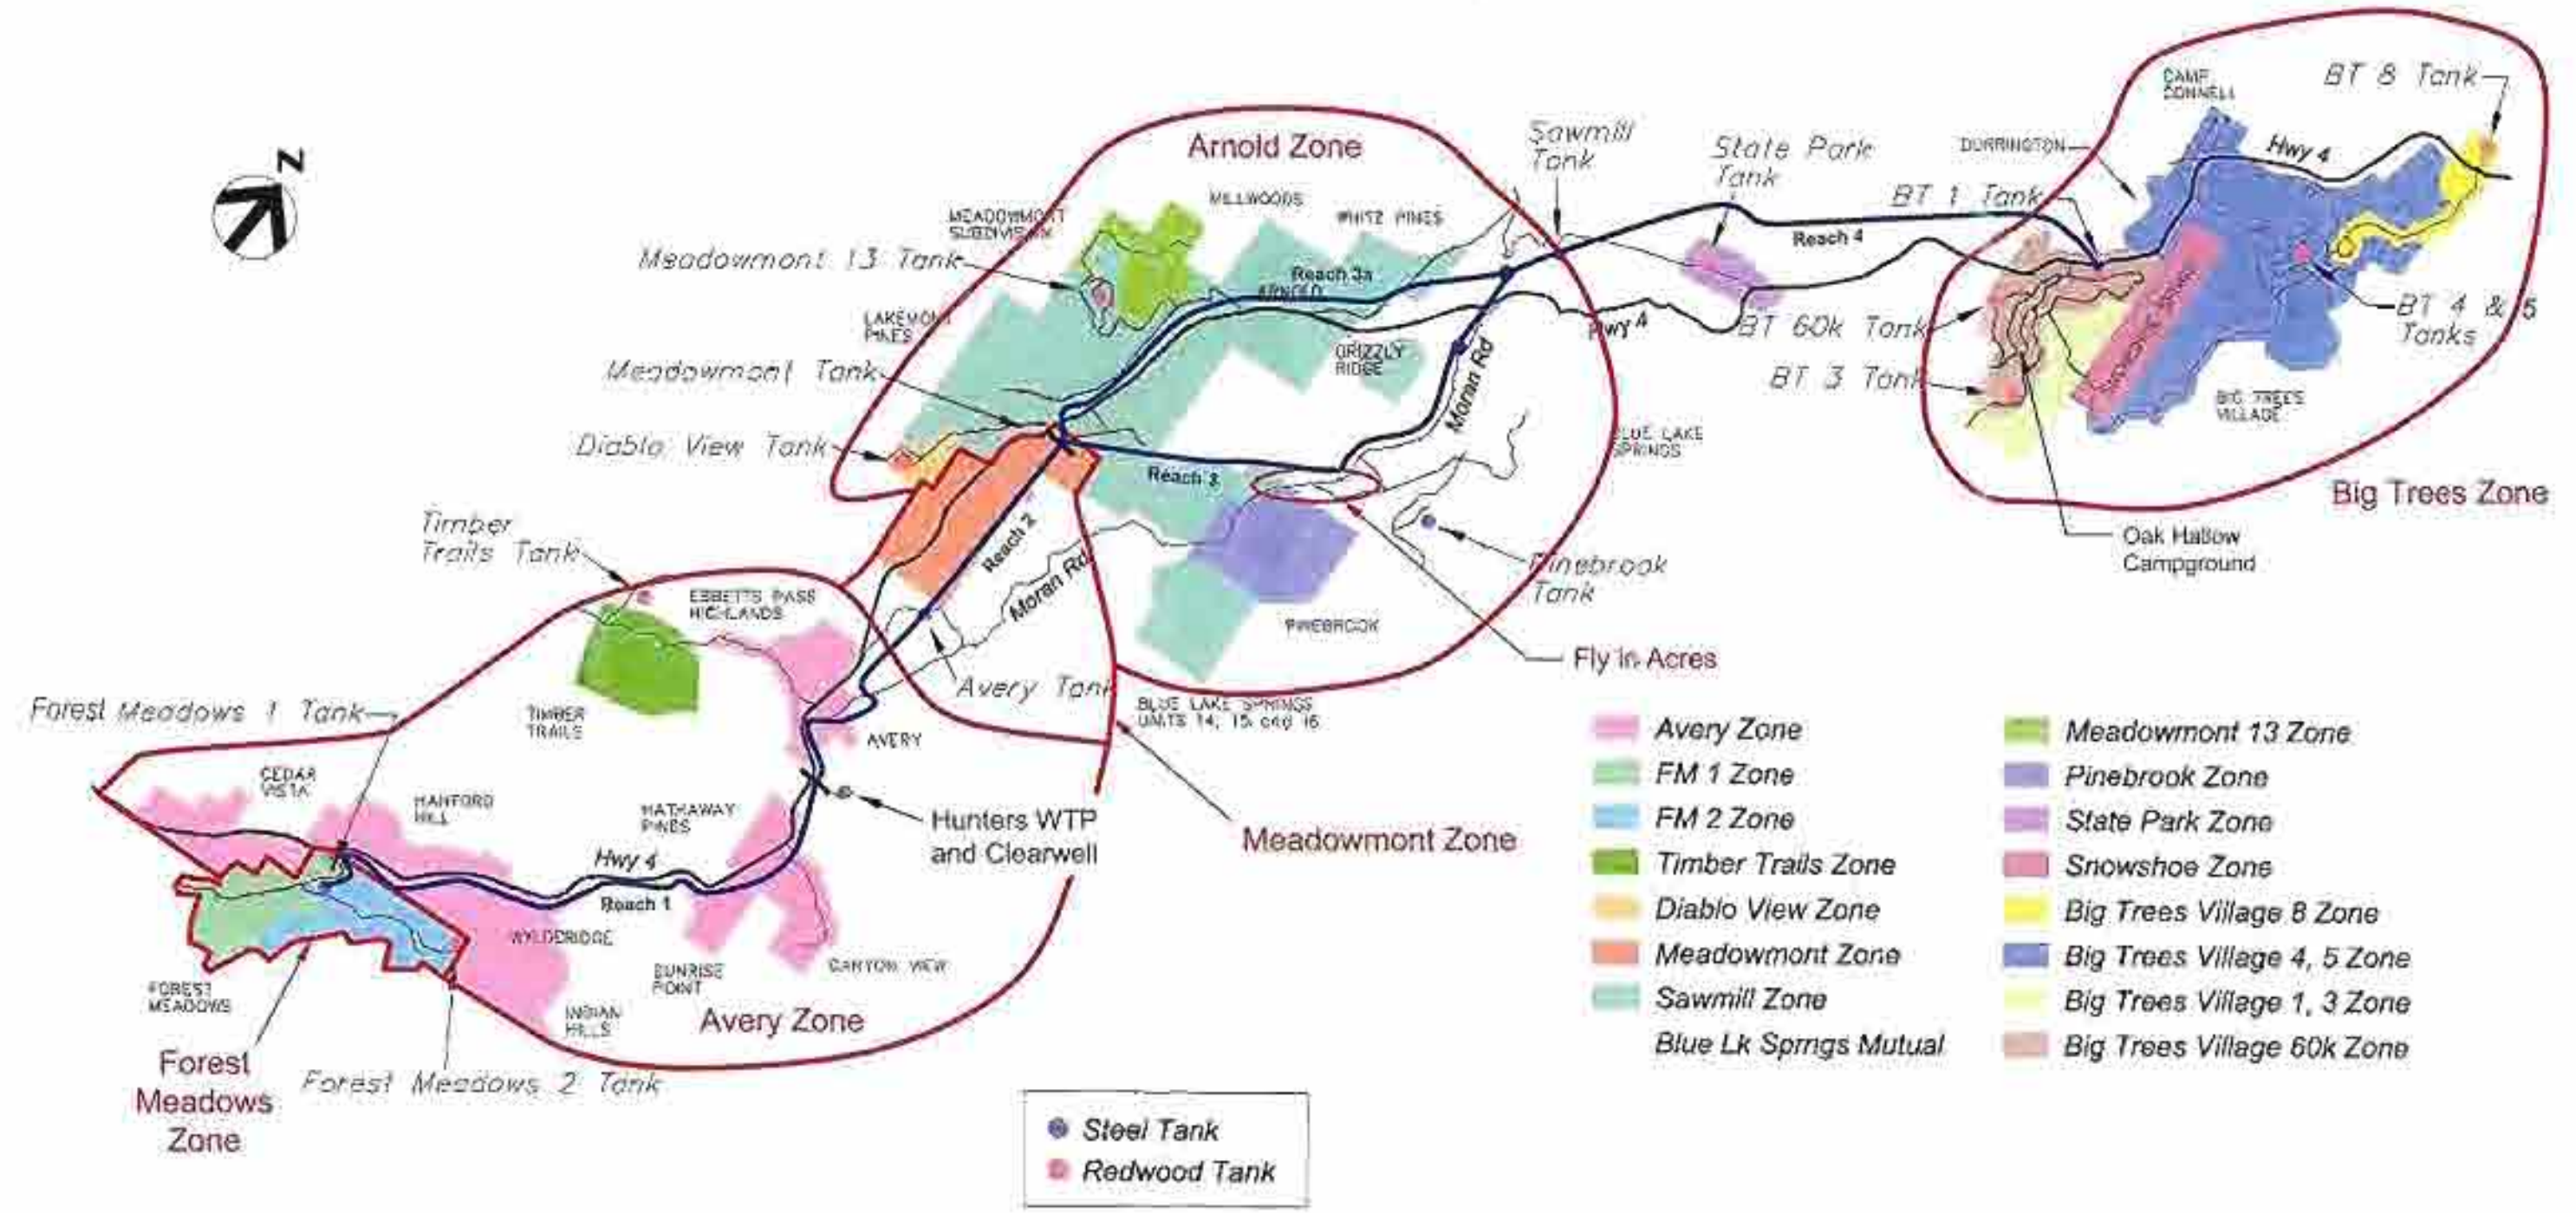 N
Arnold Zone
Sawmill
Tank
State Park
Tank
BT 1 Tank
DORRINGTON
CAMP
CONNELL
BT 8 Tank
Hwy 4
MEADOWMONT
SUBDIVISION
MILLWOODS
WHITE PINES
Meadowmont 13 Tank
Reach 3a
ARNOLD
Reach 4
LAKEMONT
PINES
Hwy 4
BT 60k Tank
BT 4 & 5
Tanks
GRIZZLY
RIDGE
Meadowmont Tank
Moran Rd
BT 3 Tank
Snowshoe Springs
BIG TREES
VILLAGE
Diablo View Tank
Reach 3
BLUE LAKE
SPRINGS
Big Trees Zone
Timber
Trails Tank
Reach 2
Moran Rd
Pinebrook
Tank
Oak Hallow
Campground
EBBETTS PASS
HIGHLANDS
PINEBROOK
Fly in Acres
Avery Tank
Forest Meadows 1 Tank
TIMBER
TRAILS
AVERY
BLUE LAKE SPRINGS
UNITS 14, 15 and 16
CEDAR
VISTA
HANFORD
HILL
HATHAWAY
PINES
Hunters WTP
and Clearwell
Meadowmont Zone
Hwy 4
Reach 1
WYLDERIDGE
SUNRISE
POINT
CANYON VIEW
FOREST
MEADOWS
INDIAN
HILLS
Avery Zone
Forest
Meadows
Zone
Forest Meadows 2 Tank
Avery Zone
FM 1 Zone
FM 2 Zone
Timber Trails Zone
Diablo View Zone
Meadowmont Zone
Sawmill Zone
Blue Lk Sprngs Mutual
Meadowmont 13 Zone
Pinebrook Zone
State Park Zone
Snowshoe Zone
Big Trees Village 8 Zone
Big Trees Village 4, 5 Zone
Big Trees Village 1, 3 Zone
Big Trees Village 60k Zone
Steel Tank
Redwood Tank